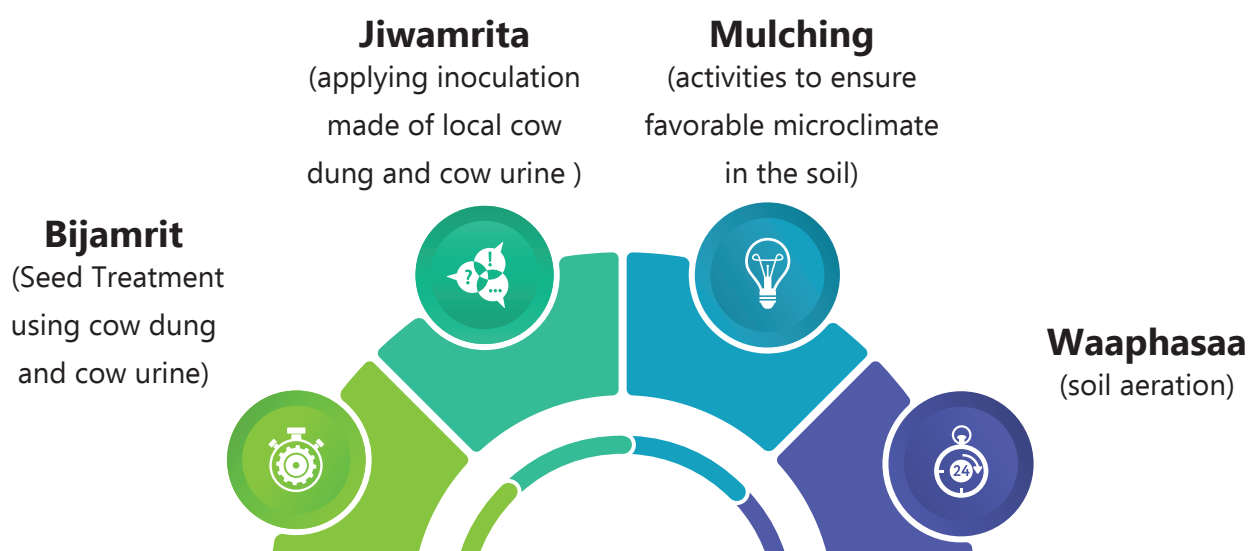 Jiwamrita
(applying inoculation
made of local cow
dung and cow urine )
Mulching
(activities to ensure
favorable microclimate
in the soil)
Bijamrit
(Seed Treatment
using cow dung
and cow urine)
Waaphasaa
(soil aeration)
?
!
...
24